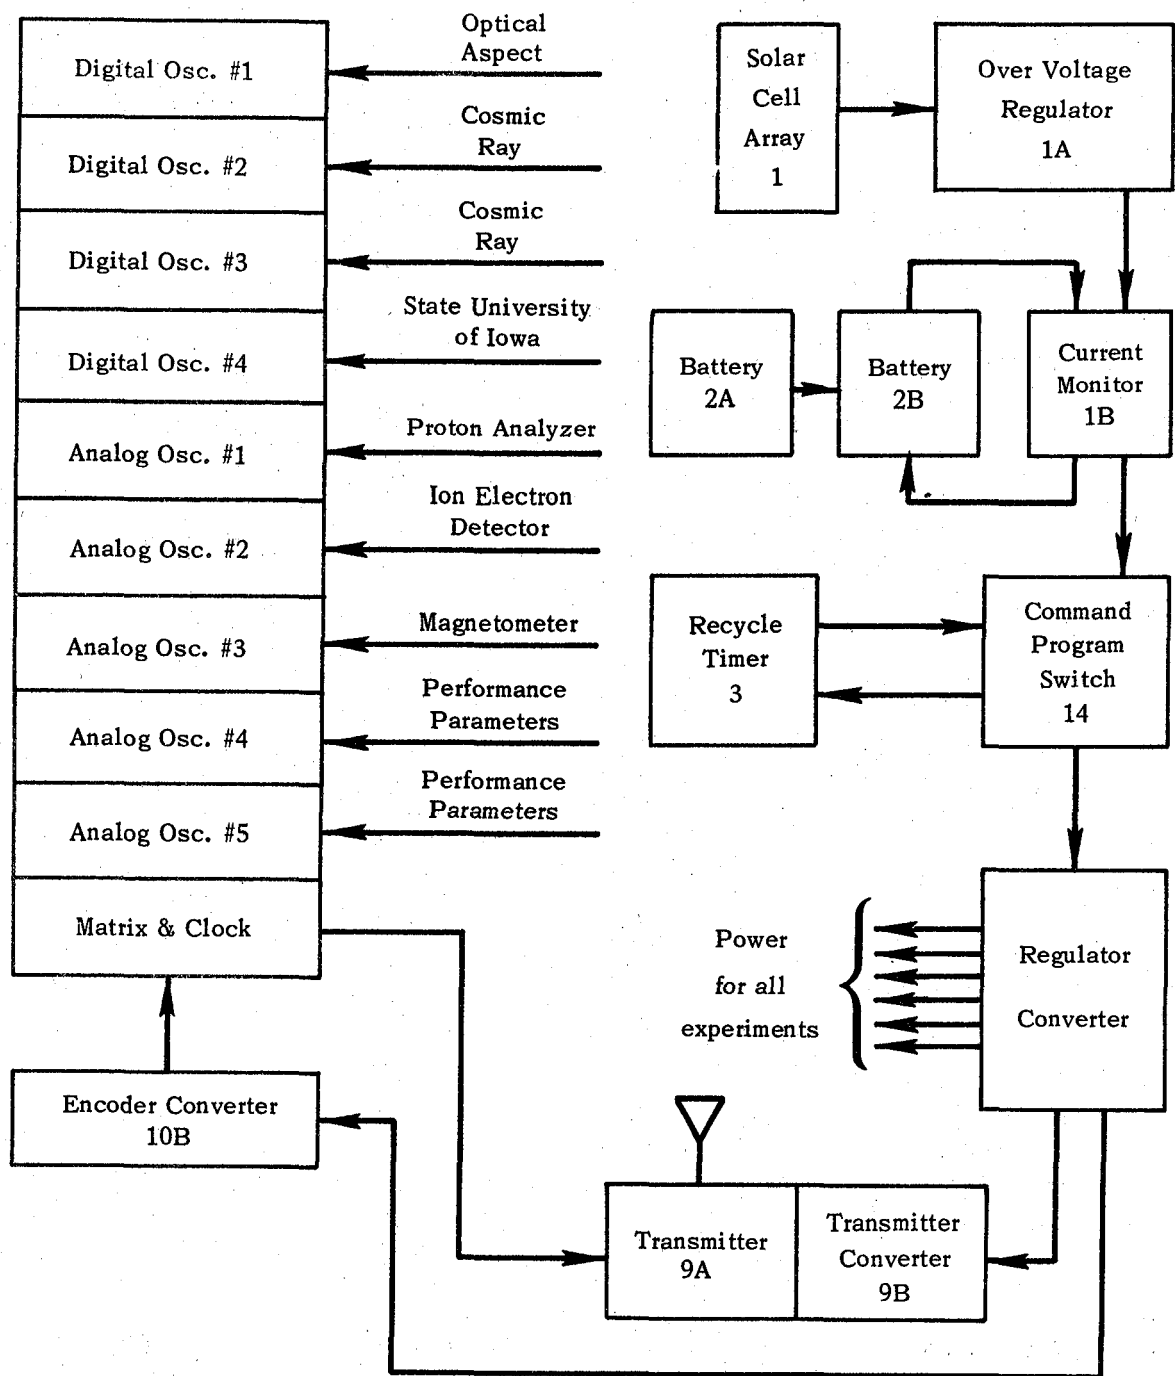 Digital Osc. #1
Digital Osc. #2
Digital Osc. #3
Digital Osc. #4
Analog Osc. #1
Analog Osc. #2
Analog Osc. #3
Analog Osc. #4
Analog Osc. #5
Matrix & Clock
Encoder Converter
10B
Optical
Aspect
Cosmic
Ray
Cosmic
Ray
State University
of Iowa
Proton Analyzer
Ion Electron
Detector
Magnetometer
Performance
Parameters
Performance
Parameters
Solar
Cell
Array
1
Over Voltage
Regulator
1A
Battery
2A
Battery
2B
Current
Monitor
1B
Recycle
Timer
3
Command
Program
Switch
14
Power
for all
experiments
Regulator
Converter
Transmitter
9A
Transmitter
Converter
9B